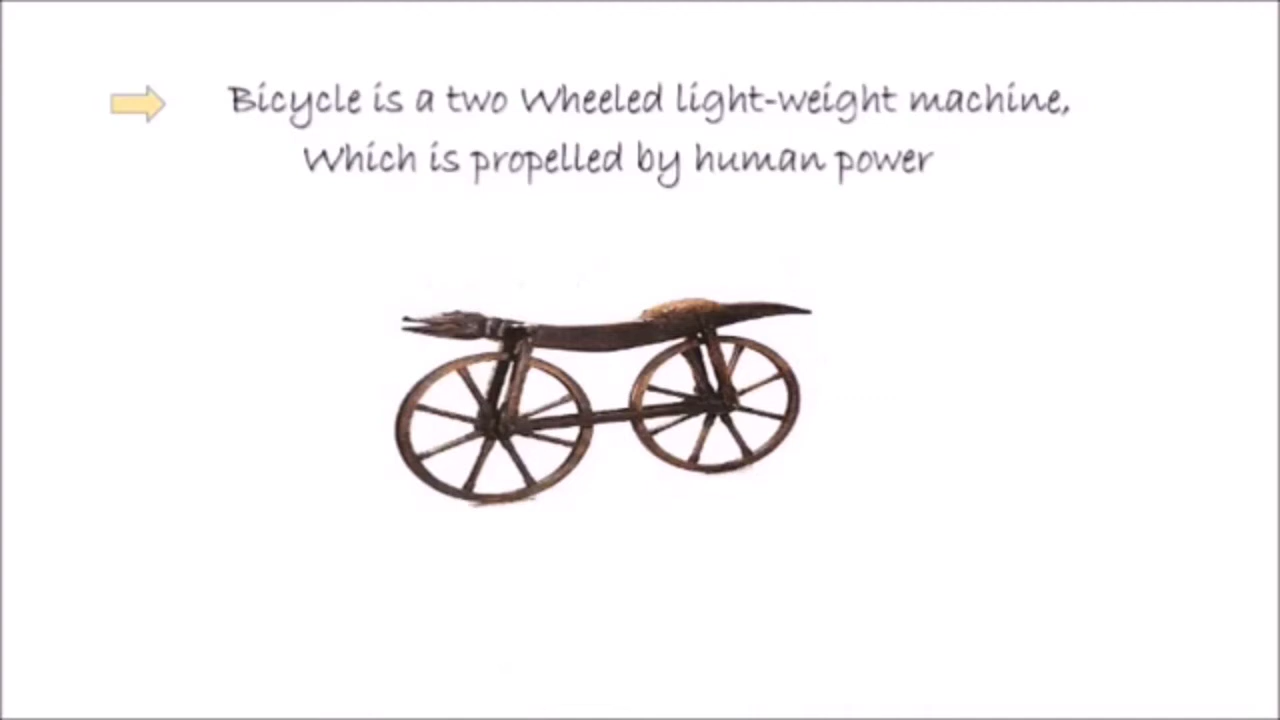 Bicycle is a two Wheeled light-weight machine,
Which is propelled by human power